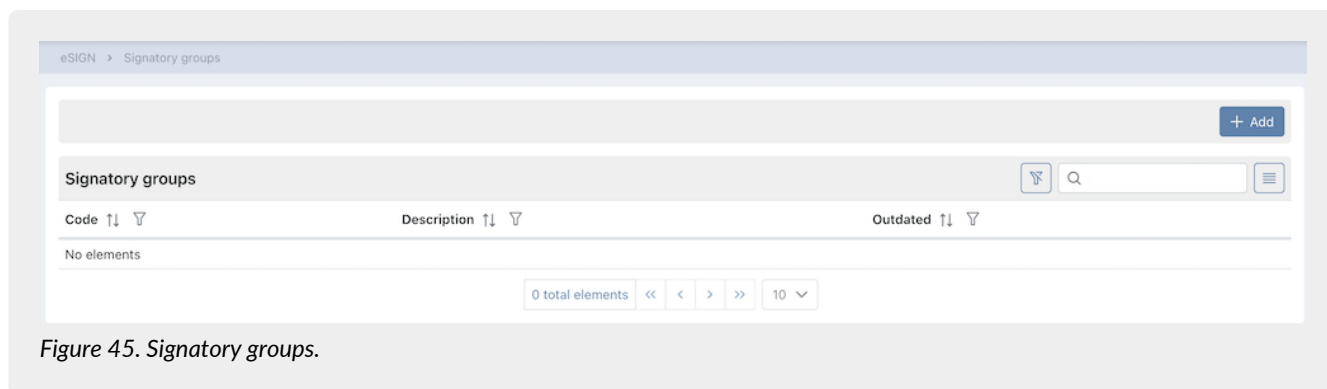 eSIGN > Signatory groups
+ Add
Signatory groups
Code Description Outdated
No elements
0 total elements << < > >> 10
Figure 45. Signatory groups.